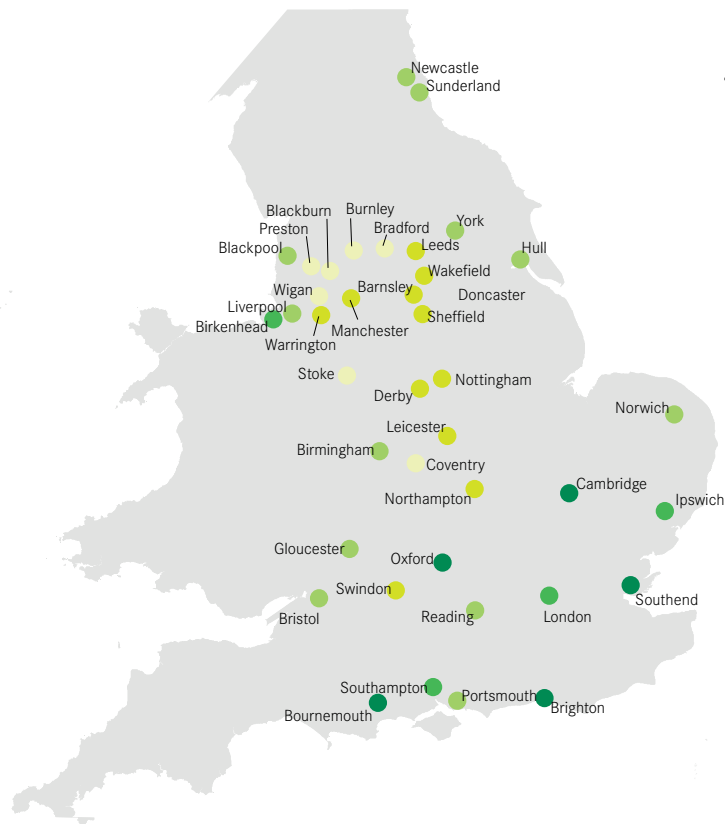 Newcastle
Sunderland
Blackburn
Burnley
Preston
Bradford
York
Blackpool
Leeds
Hull
Wakefield
Wigan
Barnsley
Doncaster
Liverpool
Sheffield
Birkenhead
Manchester
Warrington
Stoke
Nottingham
Derby
Norwich
Leicester
Birmingham
Coventry
Cambridge
Northampton
Ipswich
Gloucester
Oxford
Swindon
Southend
Bristol
Reading
London
Southampton
Portsmouth
Bournemouth
Brighton